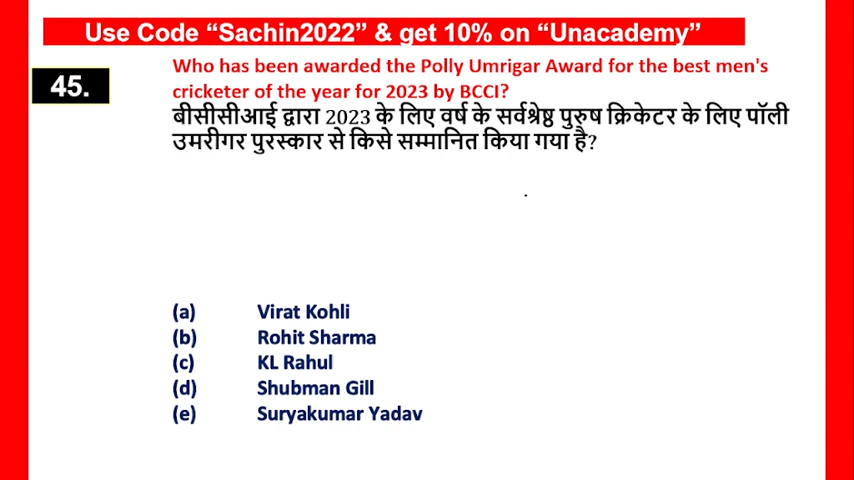 Use Code “Sachin2022” & get 10% on “Unacademy”
45.
Who has been awarded the Polly Umrigar Award for the best men's
cricketer of the year for 2023 by BCCI?
बीसीसीआई द्वारा 2023 के लिए वर्ष के सर्वश्रेष्ठ पुरुष क्रिकेटर के लिए पॉली
उमरीगर पुरस्कार से किसे सम्मानित किया गया है?
(a) Virat Kohli
(b) Rohit Sharma
(c) KL Rahul
(d) Shubman Gill
(e) Suryakumar Yadav